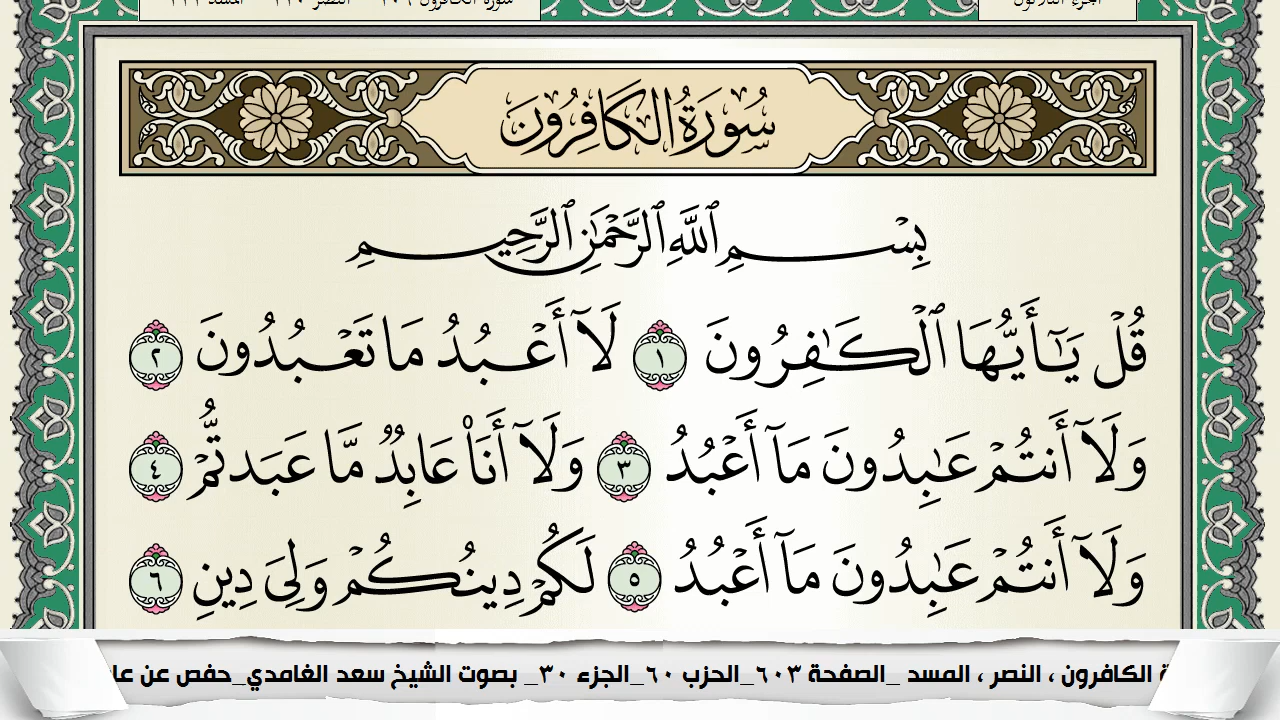 سُورَةُ الكَافِرُون
بِسْمِ ٱللَّهِ ٱلرَّحْمَٰنِ ٱلرَّحِيمِ
قُلْ يَٰٓأَيُّهَا ٱلْكَٰفِرُونَ ١ لَآ أَعْبُدُ مَا تَعْبُدُونَ ٢
وَلَآ أَنتُمْ عَٰبِدُونَ مَآ أَعْبُدُ ٣ وَلَآ أَنَا۠ عَابِدٌ مَّا عَبَدتُّمْ ٤
وَلَآ أَنتُمْ عَٰبِدُونَ مَآ أَعْبُدُ ٥ لَكُمْ دِينُكُمْ وَلِىَ دِينِ ٦
الكافرون ، النصر ، المسد _الصفحة ٦٠٣_الحزب ٦٠_الجزء ٣٠_ بصوت الشيخ سعد الغامدي_حفص عن